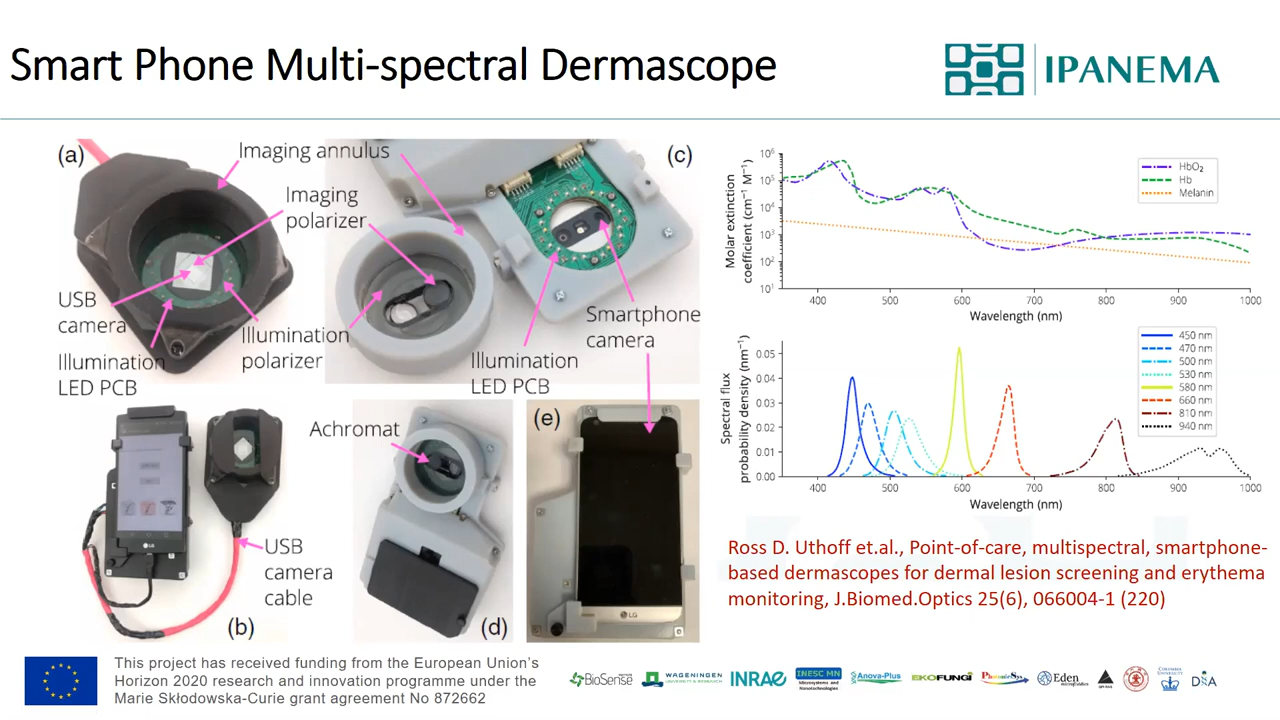 Smart Phone Multi-spectral Dermascope
IPANEMA
(a)
Imaging annulus
(c)
Imaging
polarizer
USB
camera
Illumination
polarizer
Illumination
LED PCB
Illumination
LED PCB
Smartphone
camera
(b)
USB
camera
cable
Achromat
(d)
(e)
LG
LG
Molar extinction
coefficient (cm⁻¹ M⁻¹)
10⁶
10⁵
10⁴
10³
10²
10¹
HbO₂
Hb
Melanin
400 500 600 700 800 900 1000
Wavelength (nm)
Spectral flux
probability density (nm⁻¹)
0.05
0.04
0.03
0.02
0.01
0.00
450 nm
470 nm
500 nm
530 nm
580 nm
660 nm
810 nm
940 nm
400 500 600 700 800 900 1000
Wavelength (nm)
Ross D. Uthoff et.al., Point-of-care, multispectral, smartphone-
based dermascopes for dermal lesion screening and erythema
monitoring, J.Biomed.Optics 25(6), 066004-1 (220)
This project has received funding from the European Union's
Horizon 2020 research and innovation programme under the
Marie Skłodowska-Curie grant agreement No 872662
BioSense
WAGENINGEN
INRAE
INESC MN
Microsystems and
Nanotechnologies
Anova-Plus
EKOFUNGI
PhotonicSys
Eden
microfluidics
COLUMBIA
DNA